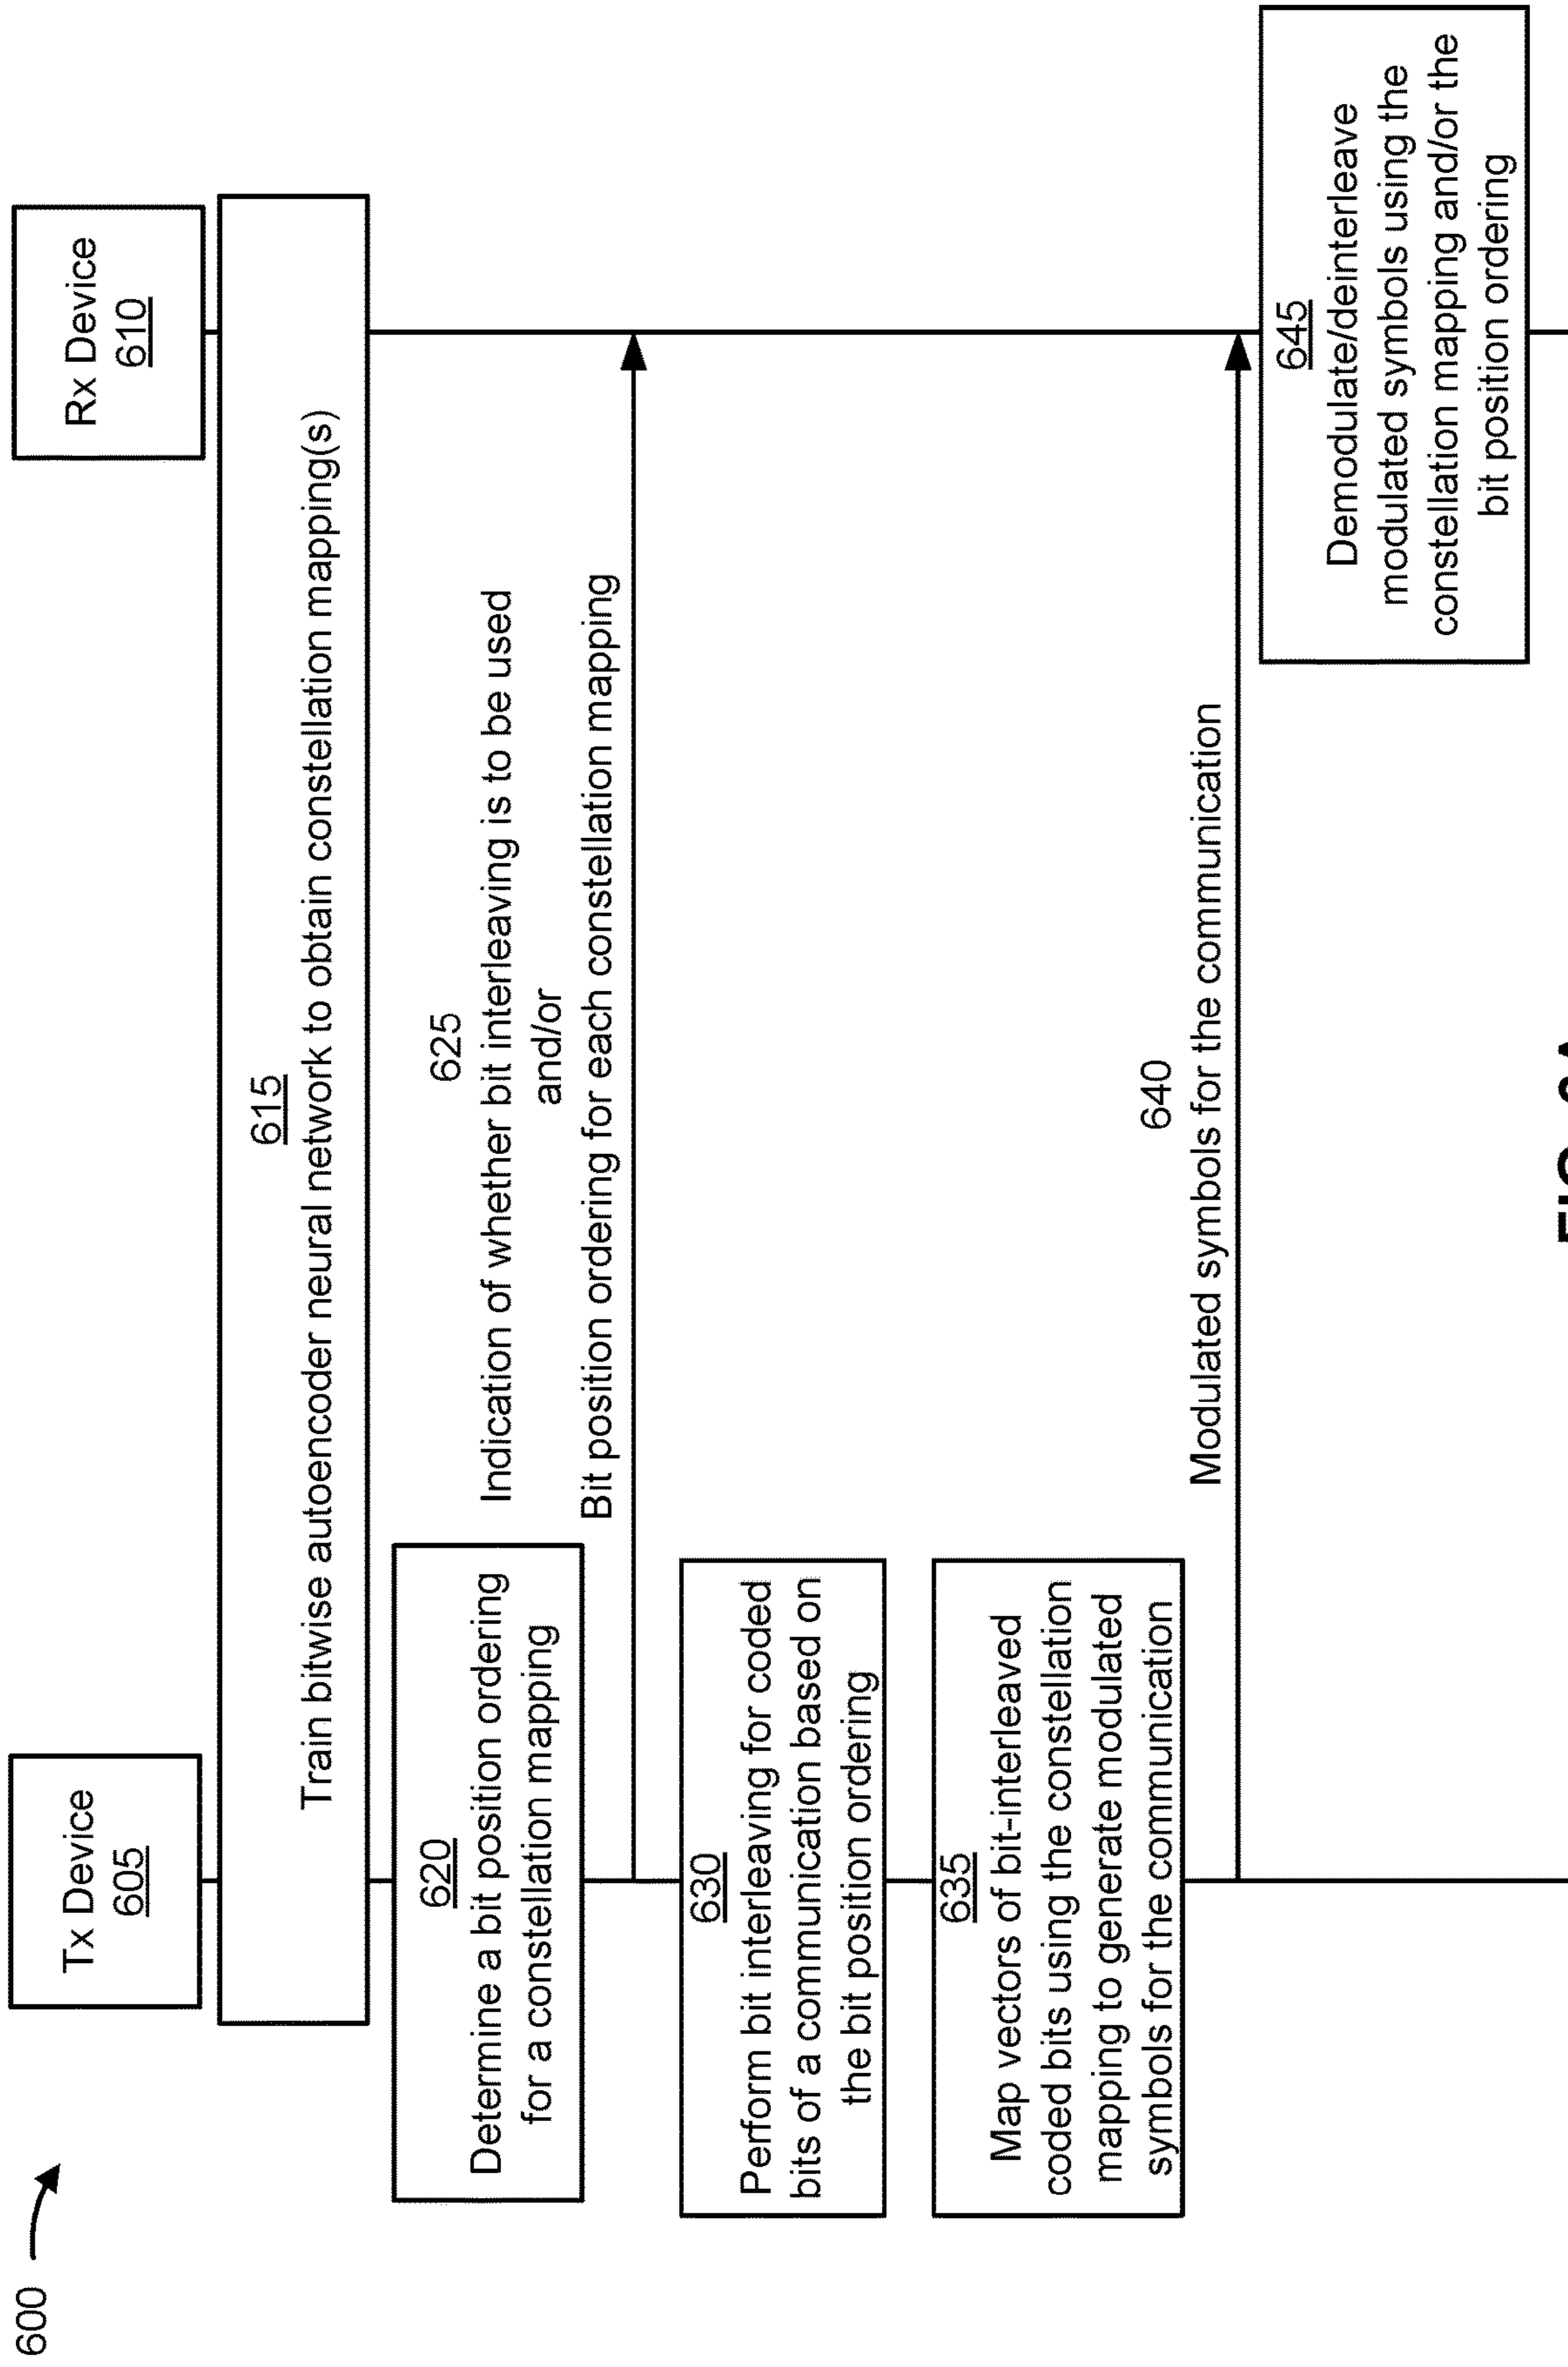 600
Tx Device
605
Rx Device
610
615
Train bitwise autoencoder neural network to obtain constellation mapping(s)
620
Determine a bit position ordering
for a constellation mapping
625
Indication of whether bit interleaving is to be used
and/or
Bit position ordering for each constellation mapping
630
Perform bit interleaving for coded
bits of a communication based on
the bit position ordering
635
Map vectors of bit-interleaved
coded bits using the constellation
mapping to generate modulated
symbols for the communication
640
Modulated symbols for the communication
645
Demodulate/deinterleave
modulated symbols using the
constellation mapping and/or the
bit position ordering